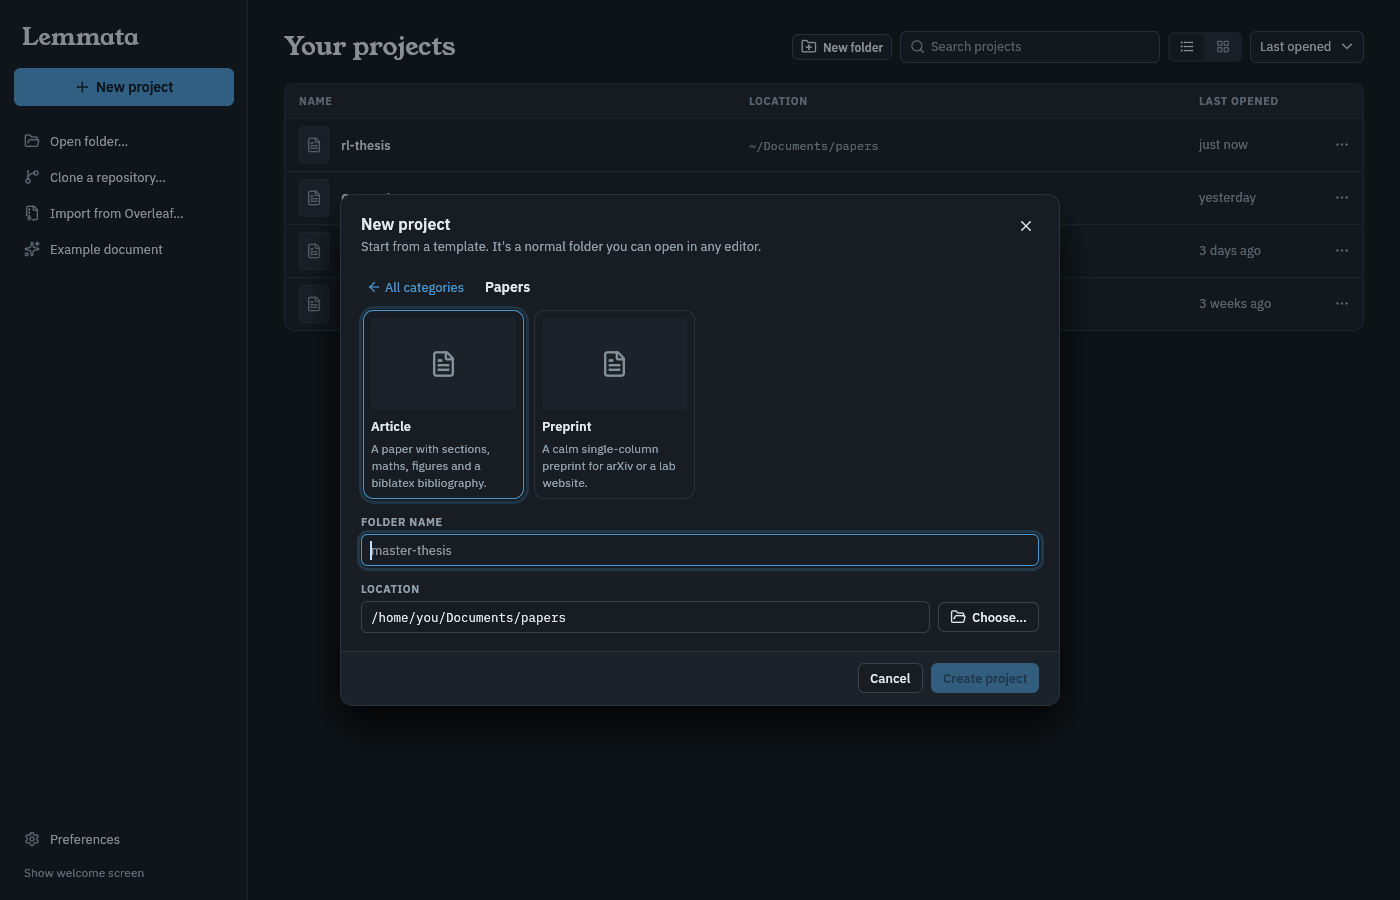 Lemmata
New project
Open folder...
Clone a repository...
Import from Overleaf...
Example document
Preferences
Show welcome screen
Your projects
New folder
Search projects
Last opened
NAME
LOCATION
LAST OPENED
rl-thesis
~/Documents/papers
just now
yesterday
3 days ago
3 weeks ago
New project
Start from a template. It's a normal folder you can open in any editor.
All categories
Papers
Article
A paper with sections,
maths, figures and a
biblatex bibliography.
Preprint
A calm single-column
preprint for arXiv or a lab
website.
FOLDER NAME
master-thesis
LOCATION
/home/you/Documents/papers
Choose...
Cancel
Create project